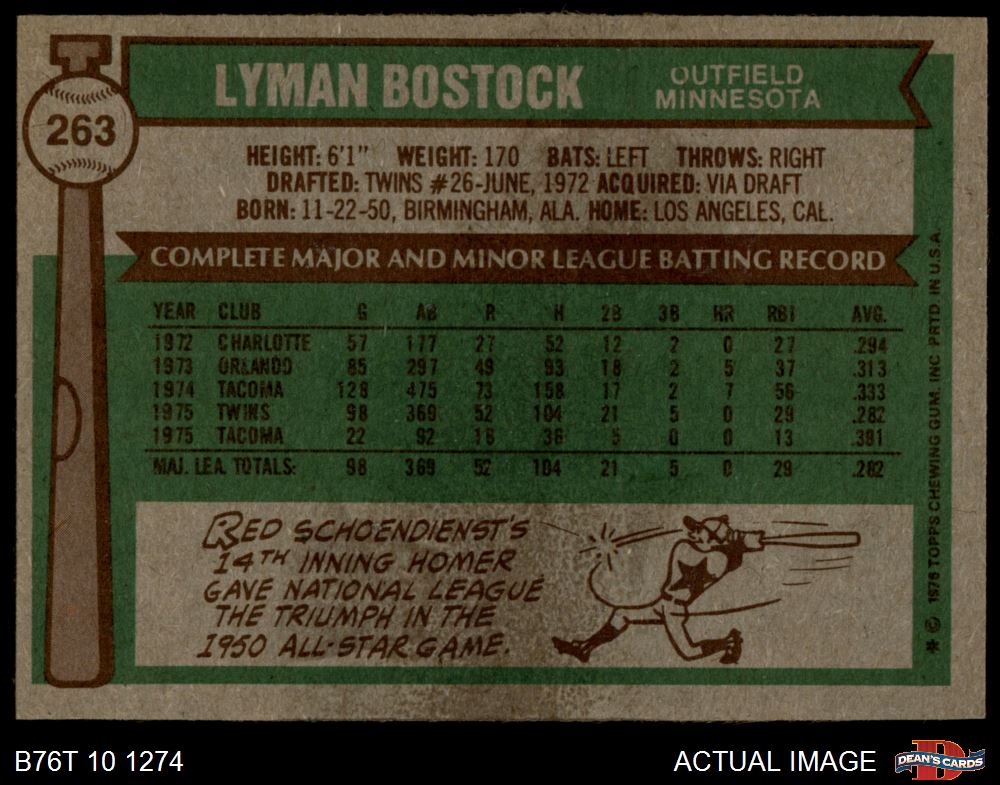 263
LYMAN BOSTOCK
OUTFIELD
MINNESOTA
HEIGHT: 6'1" WEIGHT: 170 BATS: LEFT THROWS: RIGHT
DRAFTED: TWINS #26-JUNE, 1972 ACQUIRED: VIA DRAFT
BORN: 11-22-50, BIRMINGHAM, ALA. HOME: LOS ANGELES, CAL.
COMPLETE MAJOR AND MINOR LEAGUE BATTING RECORD
YEAR CLUB G AB R H 2B 3B HR RBI AVG.
1972 CHARLOTTE 57 177 27 52 12 2 0 27 .294
1973 ORLANDO 85 297 49 93 18 2 5 37 .313
1974 TACOMA 128 475 73 158 17 2 7 56 .333
1975 TWINS 98 369 52 104 21 5 0 29 .282
1975 TACOMA 22 92 18 36 5 0 0 13 .391
MAJ. LEA. TOTALS: 98 369 52 104 21 5 0 29 .282
RED SCHOENDIENST'S
14TH INNING HOMER
GAVE NATIONAL LEAGUE
THE TRIUMPH IN THE
1950 ALL-STAR GAME.
* © 1976 TOPPS CHEWING GUM, INC PRTD IN U.S.A.
B76T 10 1274
ACTUAL IMAGE
D
DEAN'S CARDS